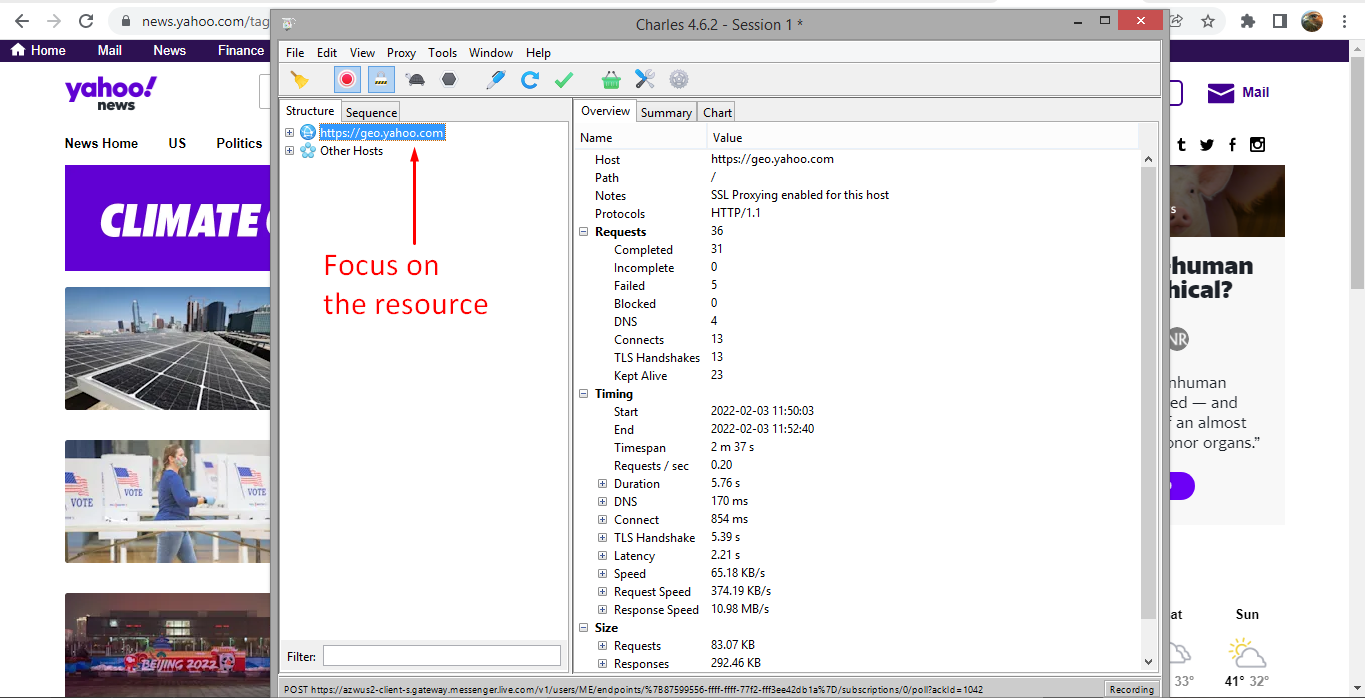 news.yahoo.com/tag
Charles 4.6.2 - Session 1 *
Home Mail News Finance
File Edit View Proxy Tools Window Help
yahoo!
news
Mail
Structure Sequence
Overview Summary Chart
https://geo.yahoo.com
Other Hosts
News Home US Politics
Name Value
Host https://geo.yahoo.com
Path /
Notes SSL Proxying enabled for this host
Protocols HTTP/1.1
Requests 36
Completed 31
Incomplete 0
Failed 5
Blocked 0
DNS 4
Connects 13
TLS Handshakes 13
Kept Alive 23
Timing
Start 2022-02-03 11:50:03
End 2022-02-03 11:52:40
Timespan 2 m 37 s
Requests / sec 0.20
Duration 5.76 s
DNS 170 ms
Connect 854 ms
TLS Handshake 5.39 s
Latency 2.21 s
Speed 65.18 KB/s
Request Speed 374.19 KB/s
Response Speed 10.98 MB/s
Size
Requests 83.07 KB
Responses 292.46 KB
Focus on
the resource
CLIMATE
VOTE VOTE VOTE
BEIJING 2022
s
human
hical?
NR
nhuman
ed — and
f an almost
onor organs.”
at Sun
33° 41° 32°
Filter:
POST https://azwus2-client-s.gateway.messenger.live.com/v1/users/ME/endpoints/%7B87599556-ffff-ffff-77f2-fff3ee42db1a%7D/subscriptions/0/poll?ackId=1042
Recording